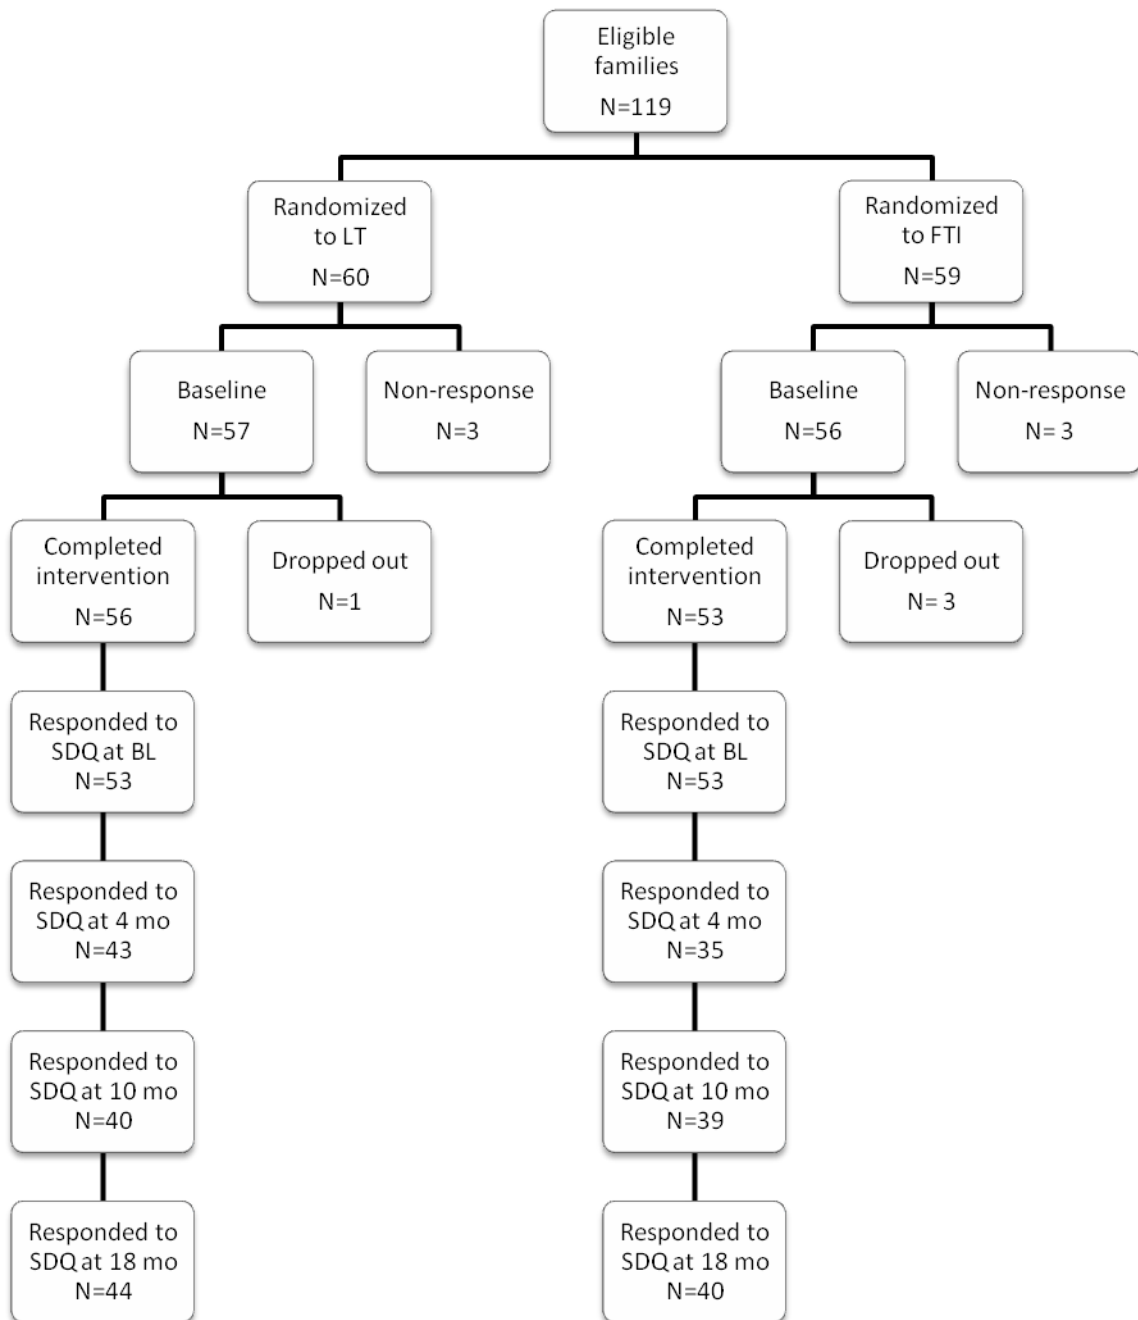 Eligible
families
N=119
Randomized
to LT
N=60
Randomized
to FTI
N=59
Baseline
N=57
Non-response
N=3
Baseline
N=56
Non-response
N= 3
Completed
intervention
N=56
Dropped out
N=1
Completed
intervention
N=53
Dropped out
N= 3
Responded to
SDQ at BL
N=53
Responded to
SDQ at BL
N=53
Responded to
SDQ at 4 mo
N=43
Responded to
SDQ at 4 mo
N=35
Responded to
SDQ at 10 mo
N=40
Responded to
SDQ at 10 mo
N=39
Responded to
SDQ at 18 mo
N=44
Responded to
SDQ at 18 mo
N=40